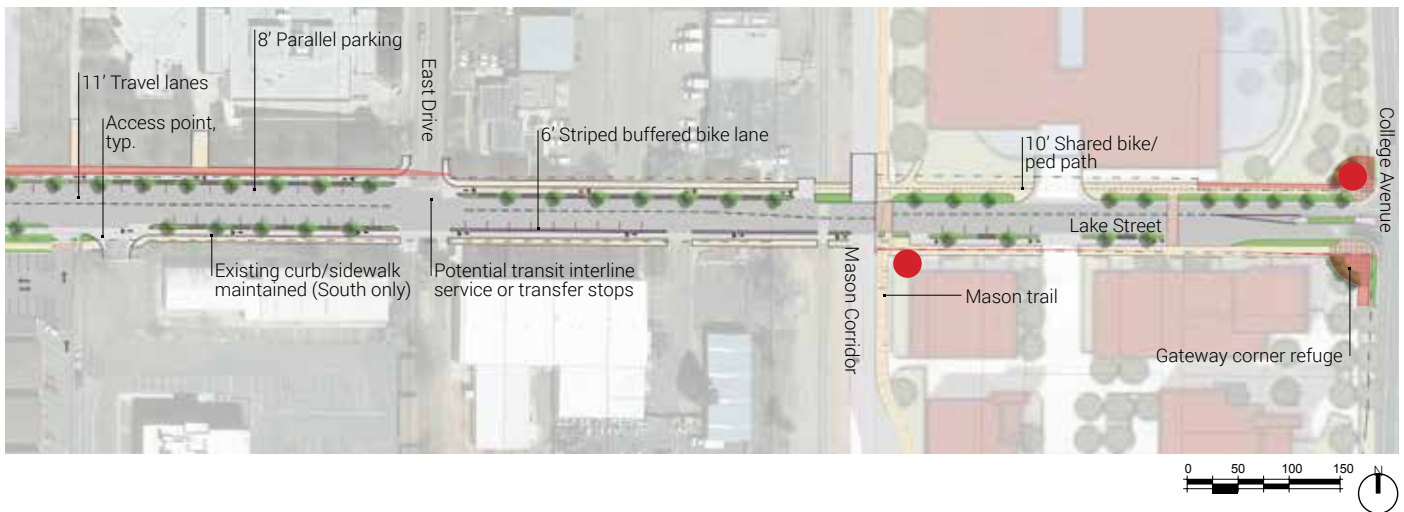 8' Parallel parking
11' Travel lanes
East Drive
Access point,
typ.
6' Striped buffered bike lane
10' Shared bike/
ped path
College Avenue
Lake Street
Existing curb/sidewalk
maintained (South only)
Potential transit interline
service or transfer stops
Mason Corridor
Mason trail
Gateway corner refuge
0 50 100 150
N